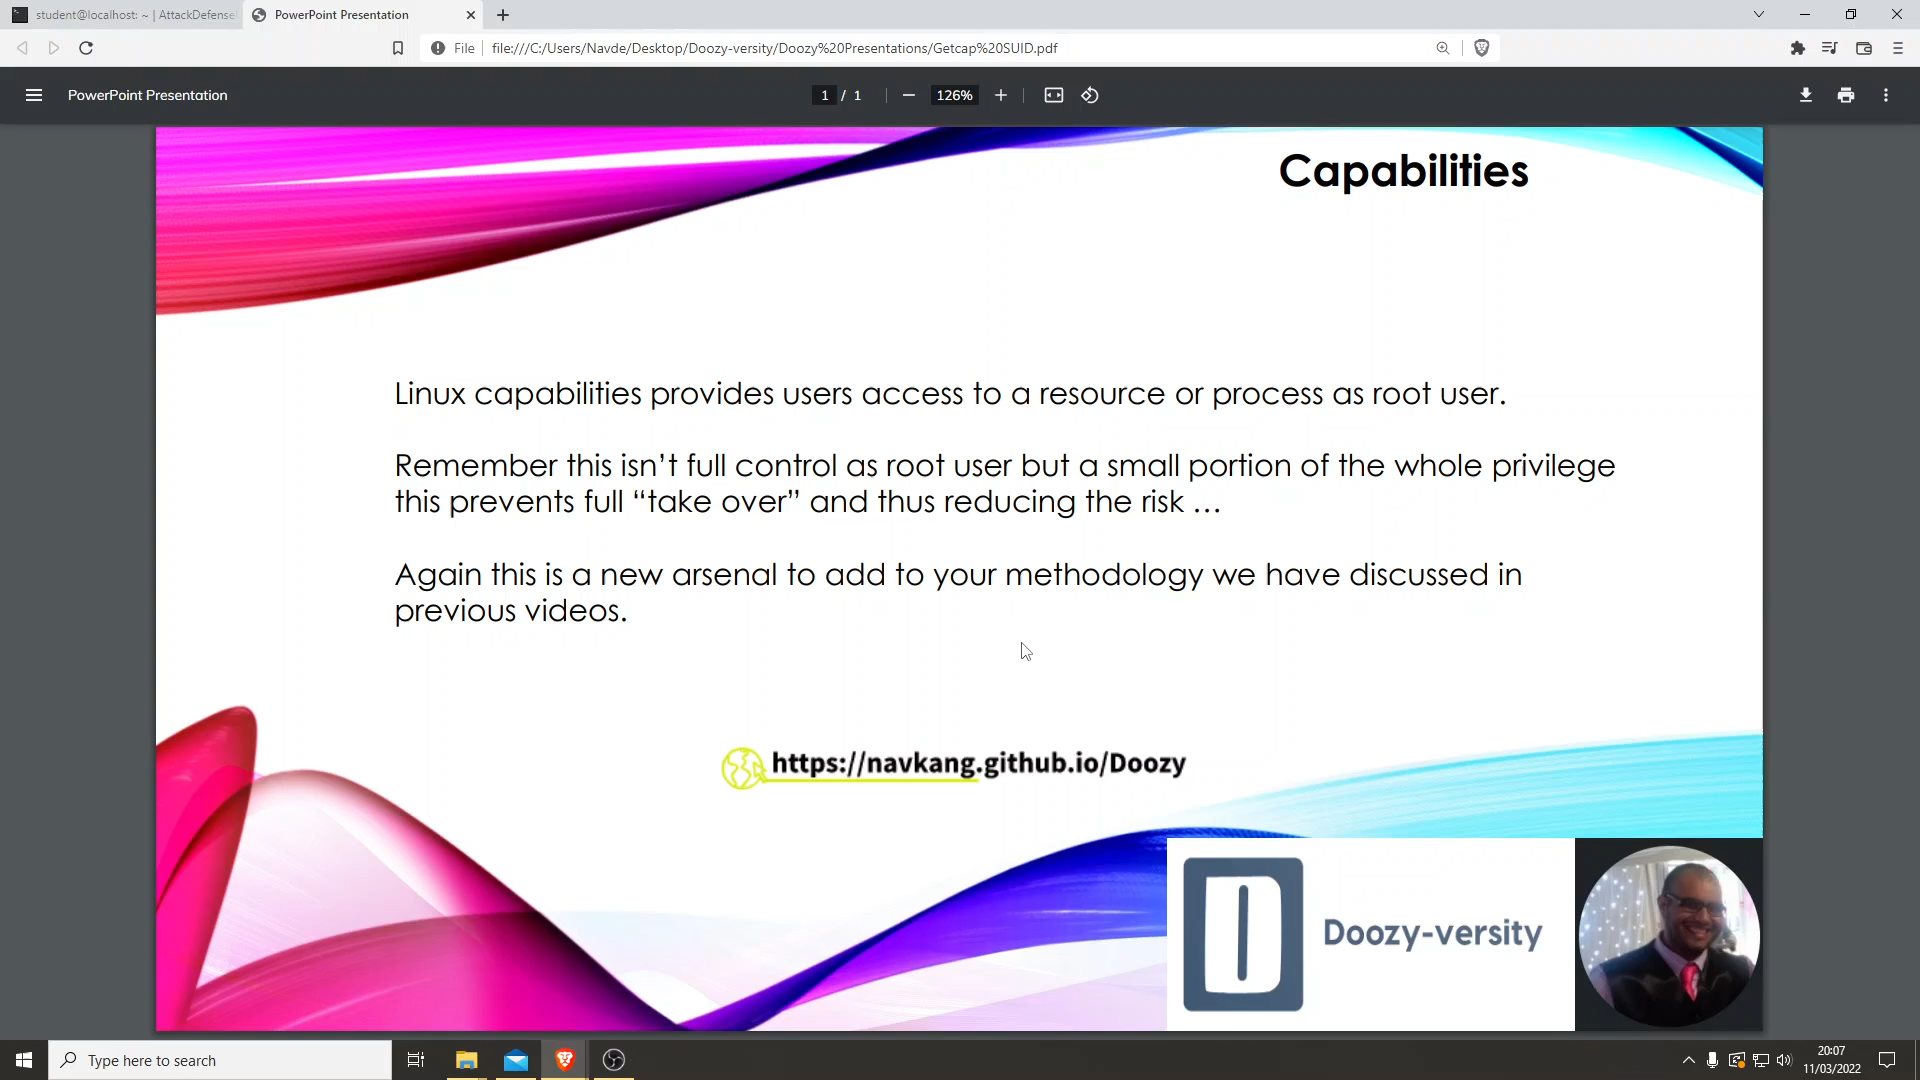 student@localhost: ~ | AttackDefense
PowerPoint Presentation
File
file:///C:/Users/Navde/Desktop/Doozy-versity/Doozy%20Presentations/Getcap%20SUID.pdf
PowerPoint Presentation
1 / 1
126%
Capabilities
Linux capabilities provides users access to a resource or process as root user.
Remember this isn’t full control as root user but a small portion of the whole privilege
this prevents full “take over” and thus reducing the risk …
Again this is a new arsenal to add to your methodology we have discussed in
previous videos.
https://navkang.github.io/Doozy
D
Doozy-versity
Type here to search
20:07
11/03/2022